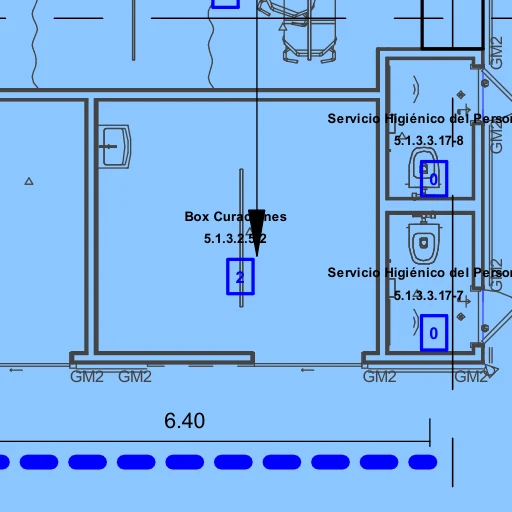 GM2
Servicio Higiénico del Person
5.1.3.3.17-8
GM2
0
Box Curaciones
5.1.3.2.5-2
2
Servicio Higiénico del Person
5.1.3.3.17-7
GM2
0
GM2
GM2
GM2
GM2
6.40